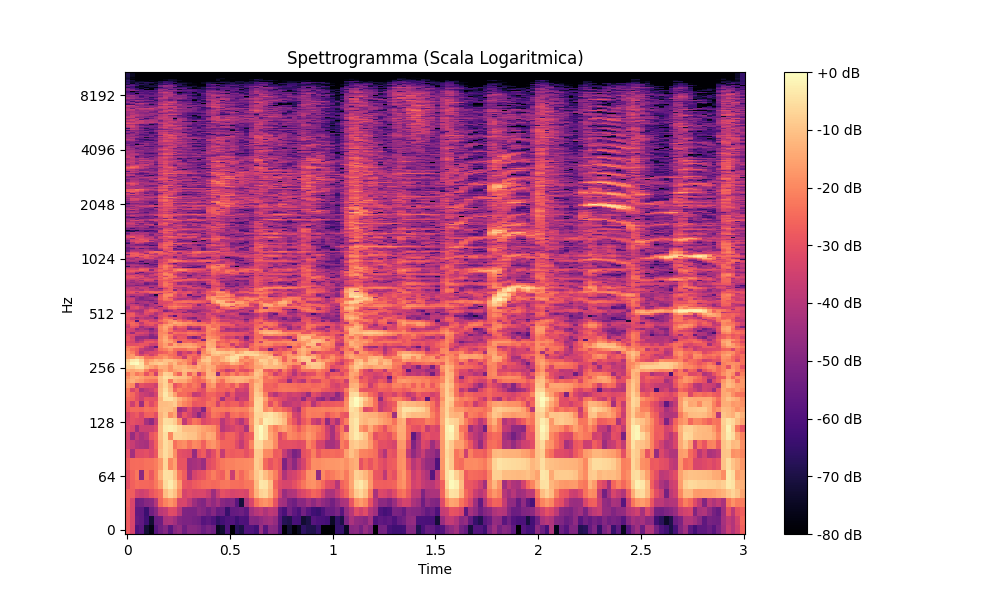 Spettrogramma (Scala Logaritmica)
Hz
8192
4096
2048
1024
512
256
128
64
0
0 0.5 1 1.5 2 2.5 3
Time
+0 dB
-10 dB
-20 dB
-30 dB
-40 dB
-50 dB
-60 dB
-70 dB
-80 dB